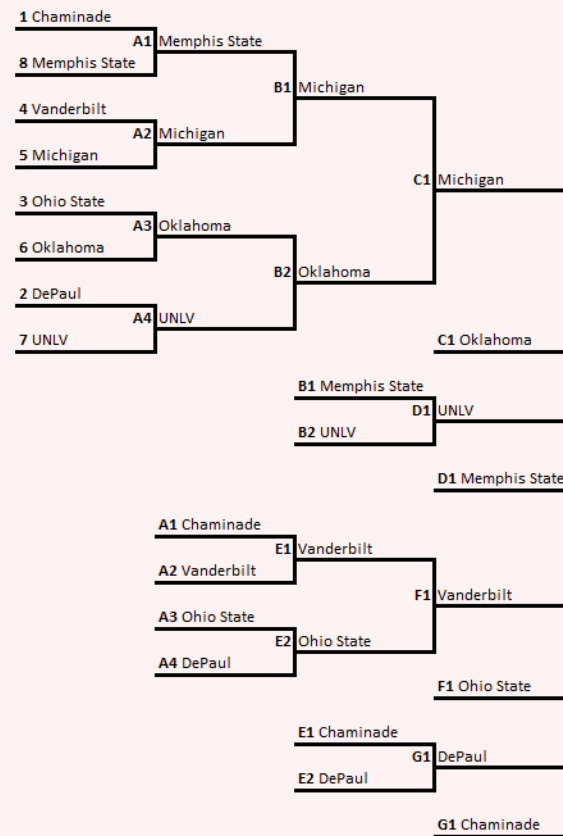 1 Chaminade
A1 Memphis State
8 Memphis State
B1 Michigan
4 Vanderbilt
A2 Michigan
5 Michigan
C1 Michigan
3 Ohio State
A3 Oklahoma
6 Oklahoma
B2 Oklahoma
2 DePaul
A4 UNLV
7 UNLV
C1 Oklahoma
B1 Memphis State
D1 UNLV
B2 UNLV
D1 Memphis State
A1 Chaminade
E1 Vanderbilt
A2 Vanderbilt
F1 Vanderbilt
A3 Ohio State
E2 Ohio State
A4 DePaul
F1 Ohio State
E1 Chaminade
G1 DePaul
E2 DePaul
G1 Chaminade